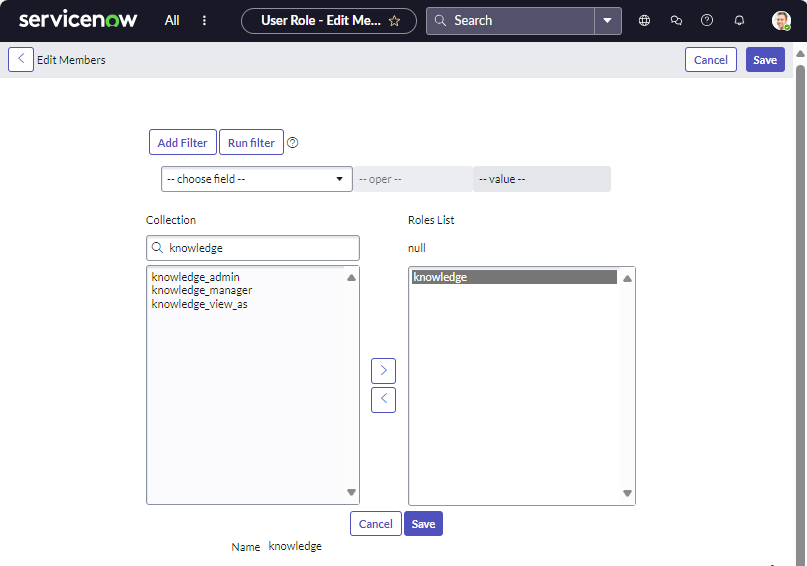 servicenow All User Role - Edit Me... Search
Edit Members Cancel Save
Add Filter Run filter
-- choose field -- -- oper -- -- value --
Collection Roles List
knowledge null
knowledge_admin knowledge
knowledge_manager
knowledge_view_as
Cancel Save
Name knowledge